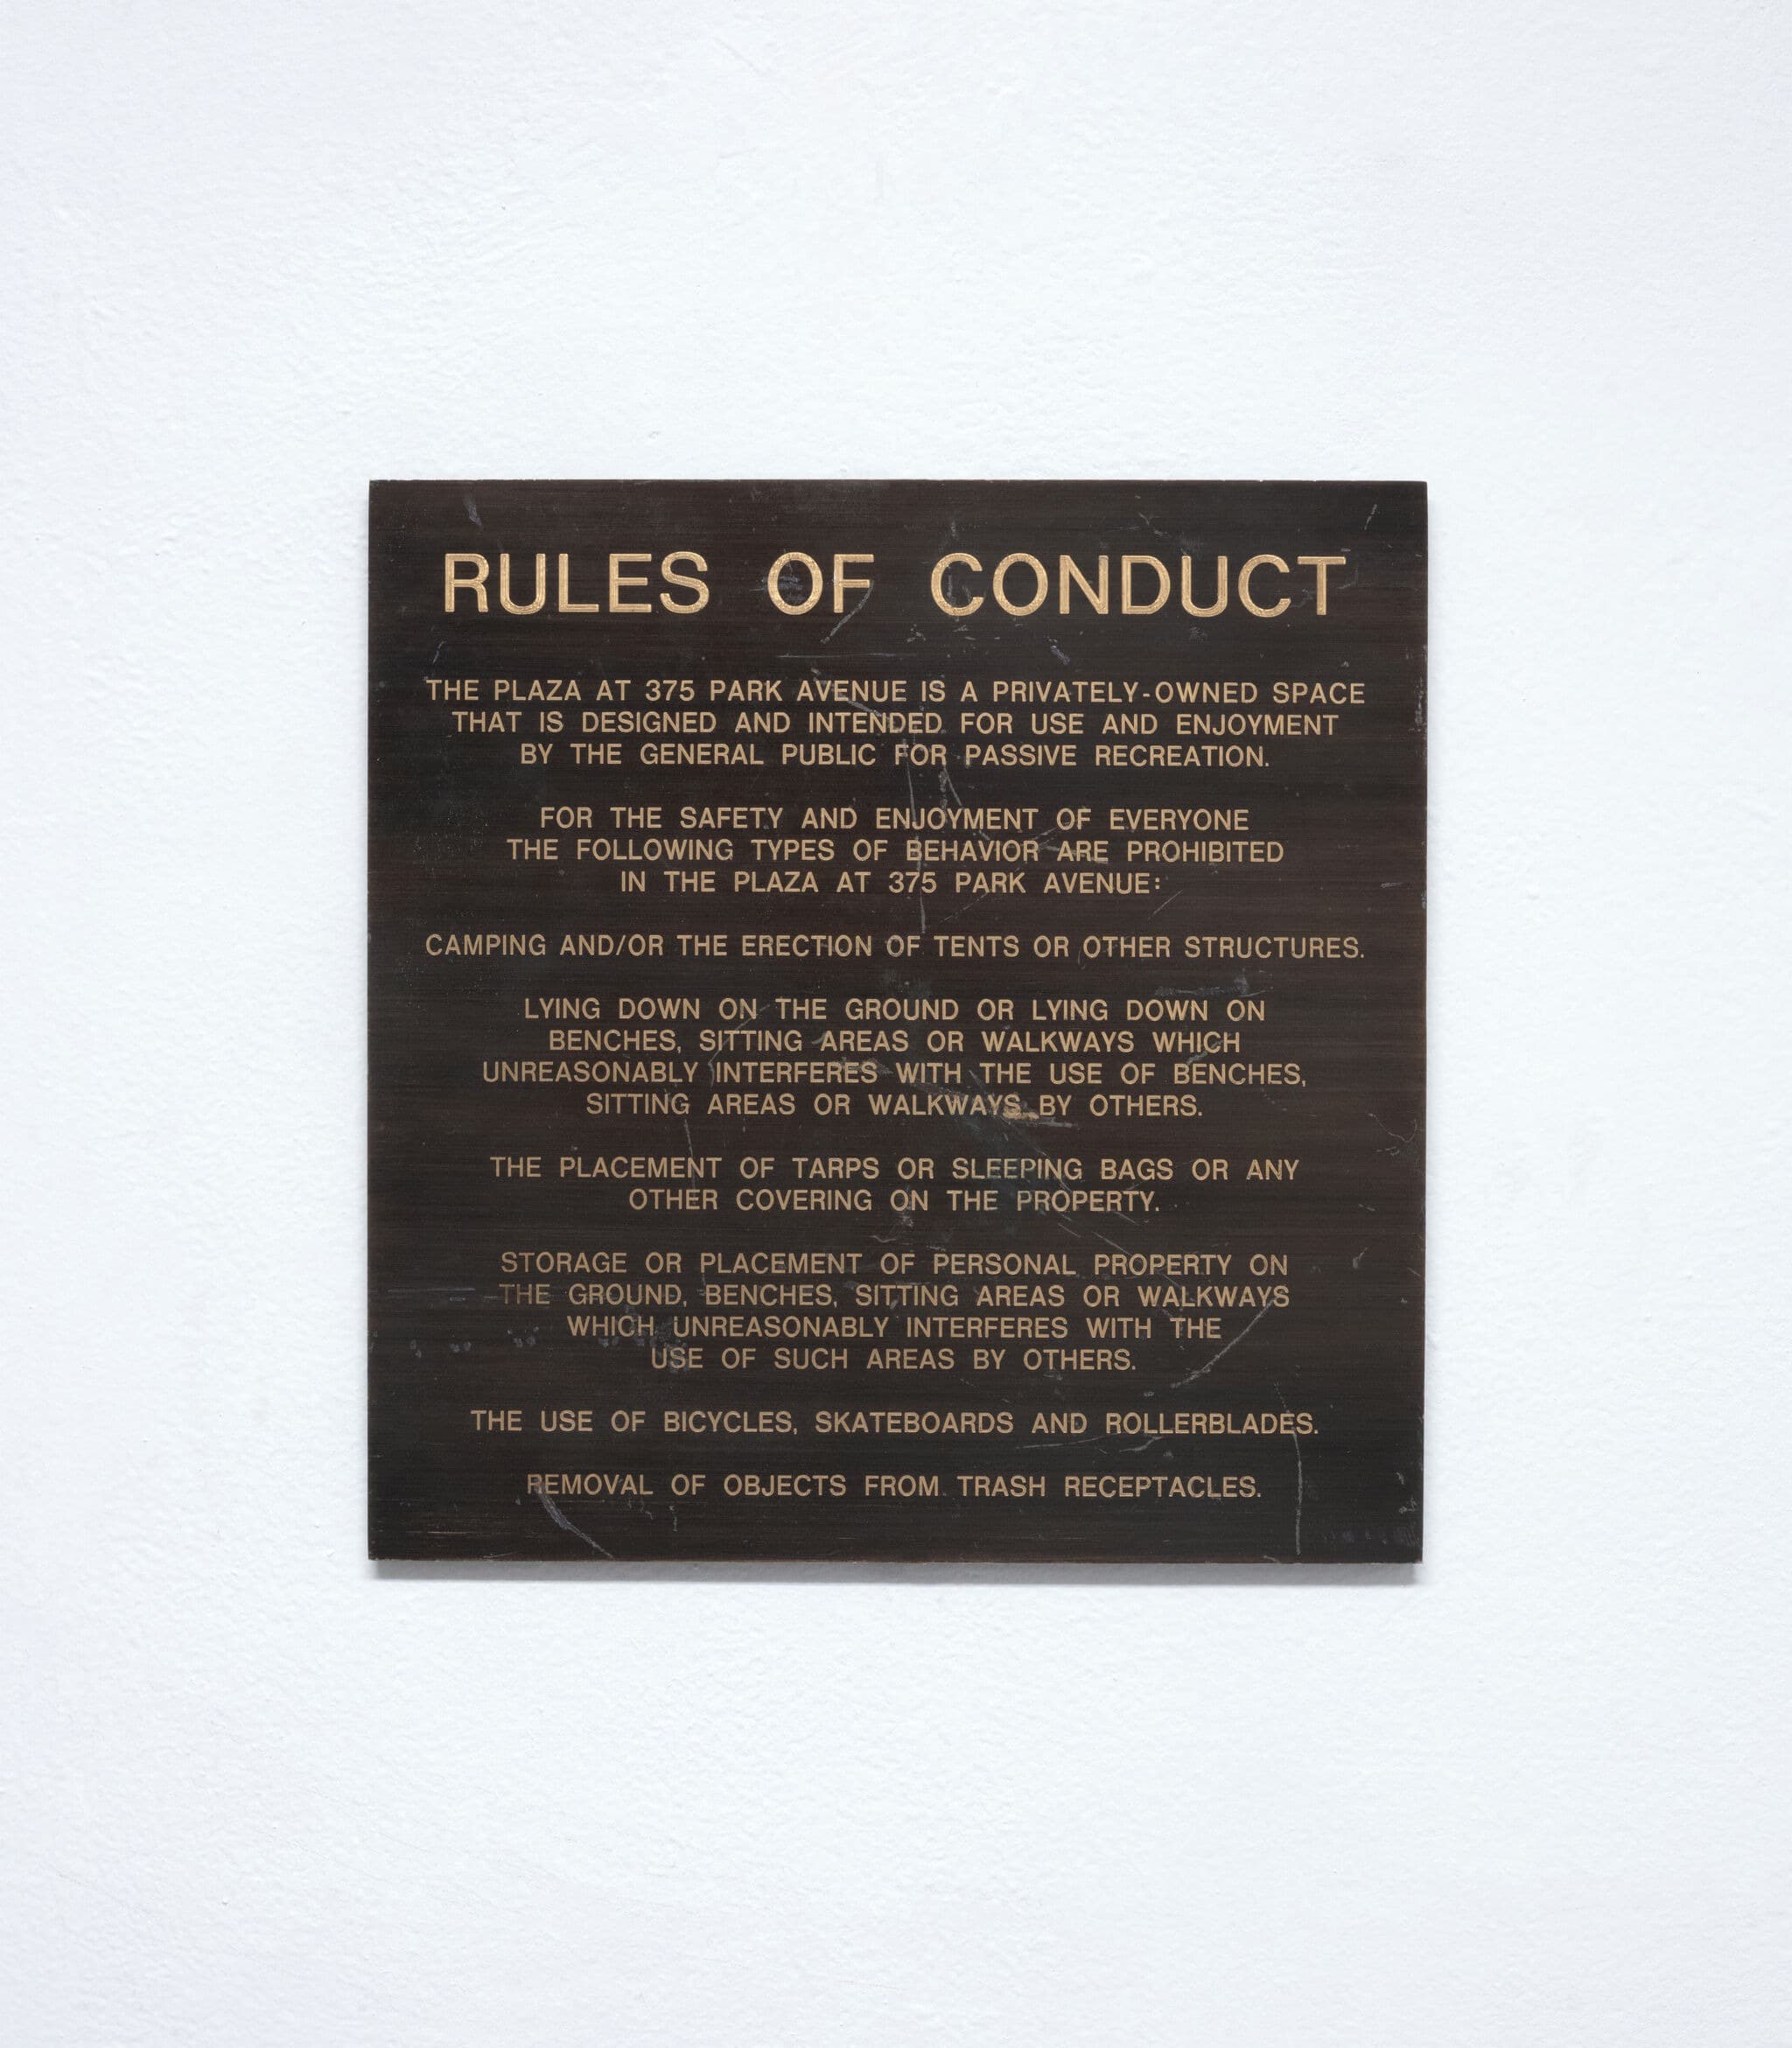 RULES OF CONDUCT
THE PLAZA AT 375 PARK AVENUE IS A PRIVATELY-OWNED SPACE
THAT IS DESIGNED AND INTENDED FOR USE AND ENJOYMENT
BY THE GENERAL PUBLIC FOR PASSIVE RECREATION.
FOR THE SAFETY AND ENJOYMENT OF EVERYONE
THE FOLLOWING TYPES OF BEHAVIOR ARE PROHIBITED
IN THE PLAZA AT 375 PARK AVENUE:
CAMPING AND/OR THE ERECTION OF TENTS OR OTHER STRUCTURES.
LYING DOWN ON THE GROUND OR LYING DOWN ON
BENCHES, SITTING AREAS OR WALKWAYS WHICH
UNREASONABLY INTERFERES WITH THE USE OF BENCHES,
SITTING AREAS OR WALKWAYS BY OTHERS.
THE PLACEMENT OF TARPS OR SLEEPING BAGS OR ANY
OTHER COVERING ON THE PROPERTY.
STORAGE OR PLACEMENT OF PERSONAL PROPERTY ON
THE GROUND, BENCHES, SITTING AREAS OR WALKWAYS
WHICH UNREASONABLY INTERFERES WITH THE
USE OF SUCH AREAS BY OTHERS.
THE USE OF BICYCLES, SKATEBOARDS AND ROLLERBLADES.
REMOVAL OF OBJECTS FROM TRASH RECEPTACLES.